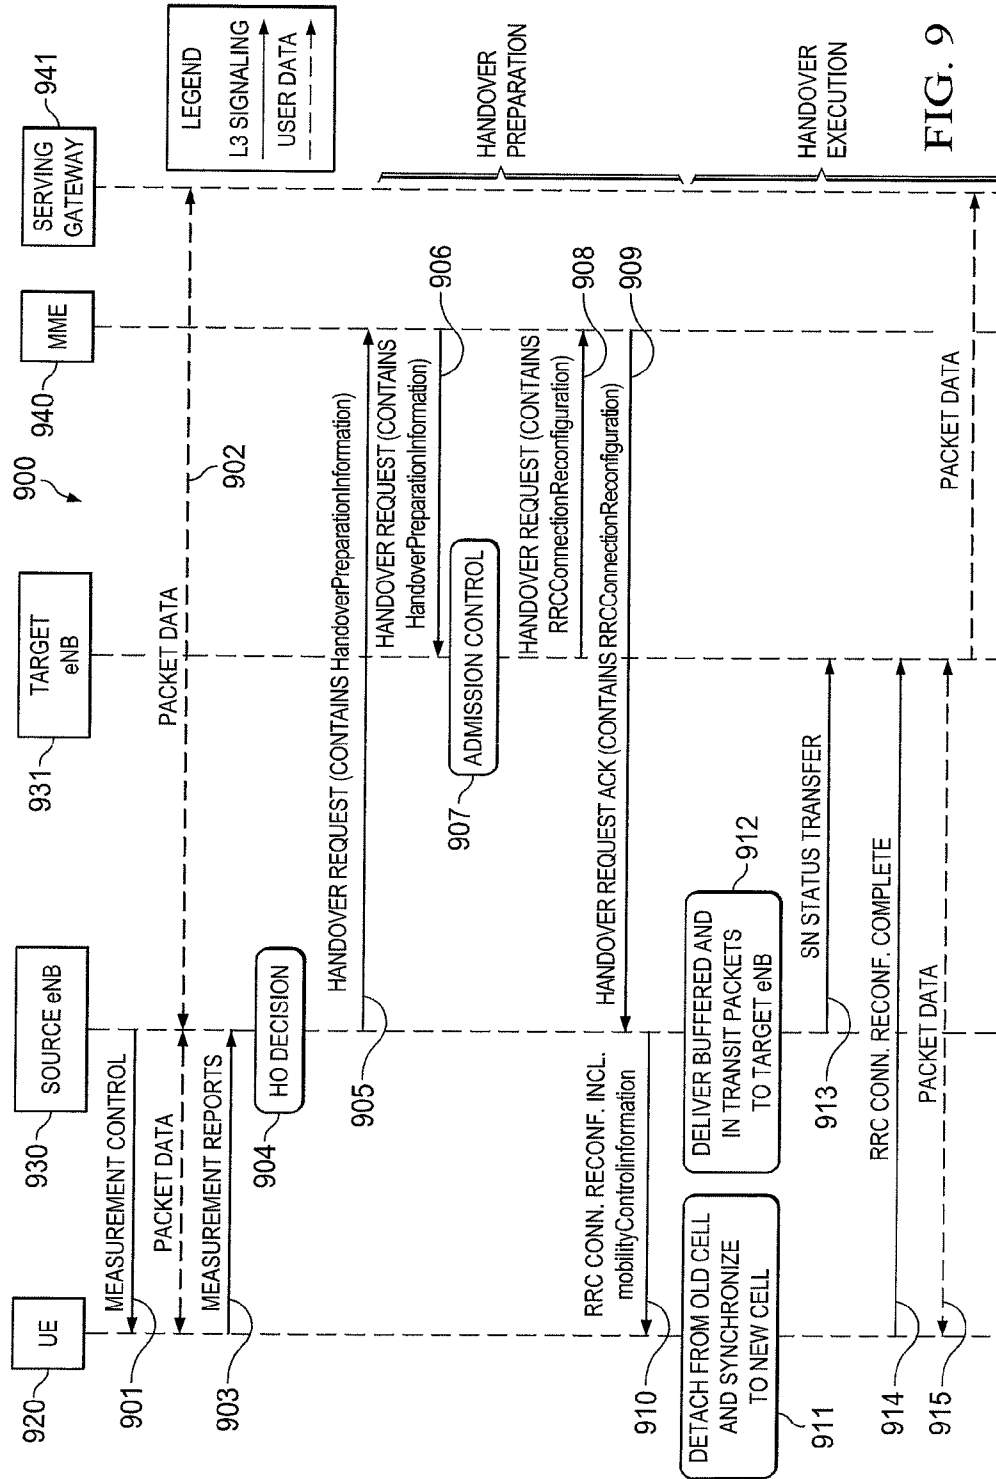 920
UE
930
SOURCE eNB
931
TARGET
eNB
900
940
MME
SERVING
GATEWAY
941
LEGEND
L3 SIGNALING
USER DATA
901
MEASUREMENT CONTROL
PACKET DATA
PACKET DATA
902
903
MEASUREMENT REPORTS
904
HO DECISION
905
HANDOVER REQUEST (CONTAINS HandoverPreparationInformation)
HANDOVER REQUEST (CONTAINS
HandoverPreparationInformation)
906
907
ADMISSION CONTROL
HANDOVER
PREPARATION
HANDOVER REQUEST (CONTAINS
RRCConnectionReconfiguration)
908
HANDOVER REQUEST ACK (CONTAINS RRCConnectionReconfiguration)
909
910
RRC CONN. RECONF. INCL.
mobilityControlinformation
DETACH FROM OLD CELL
AND SYNCHRONIZE
TO NEW CELL
911
DELIVER BUFFERED AND
IN TRANSIT PACKETS
TO TARGET eNB
912
913
SN STATUS TRANSFER
HANDOVER
EXECUTION
914
RRC CONN. RECONF. COMPLETE
915
PACKET DATA
PACKET DATA
FIG. 9